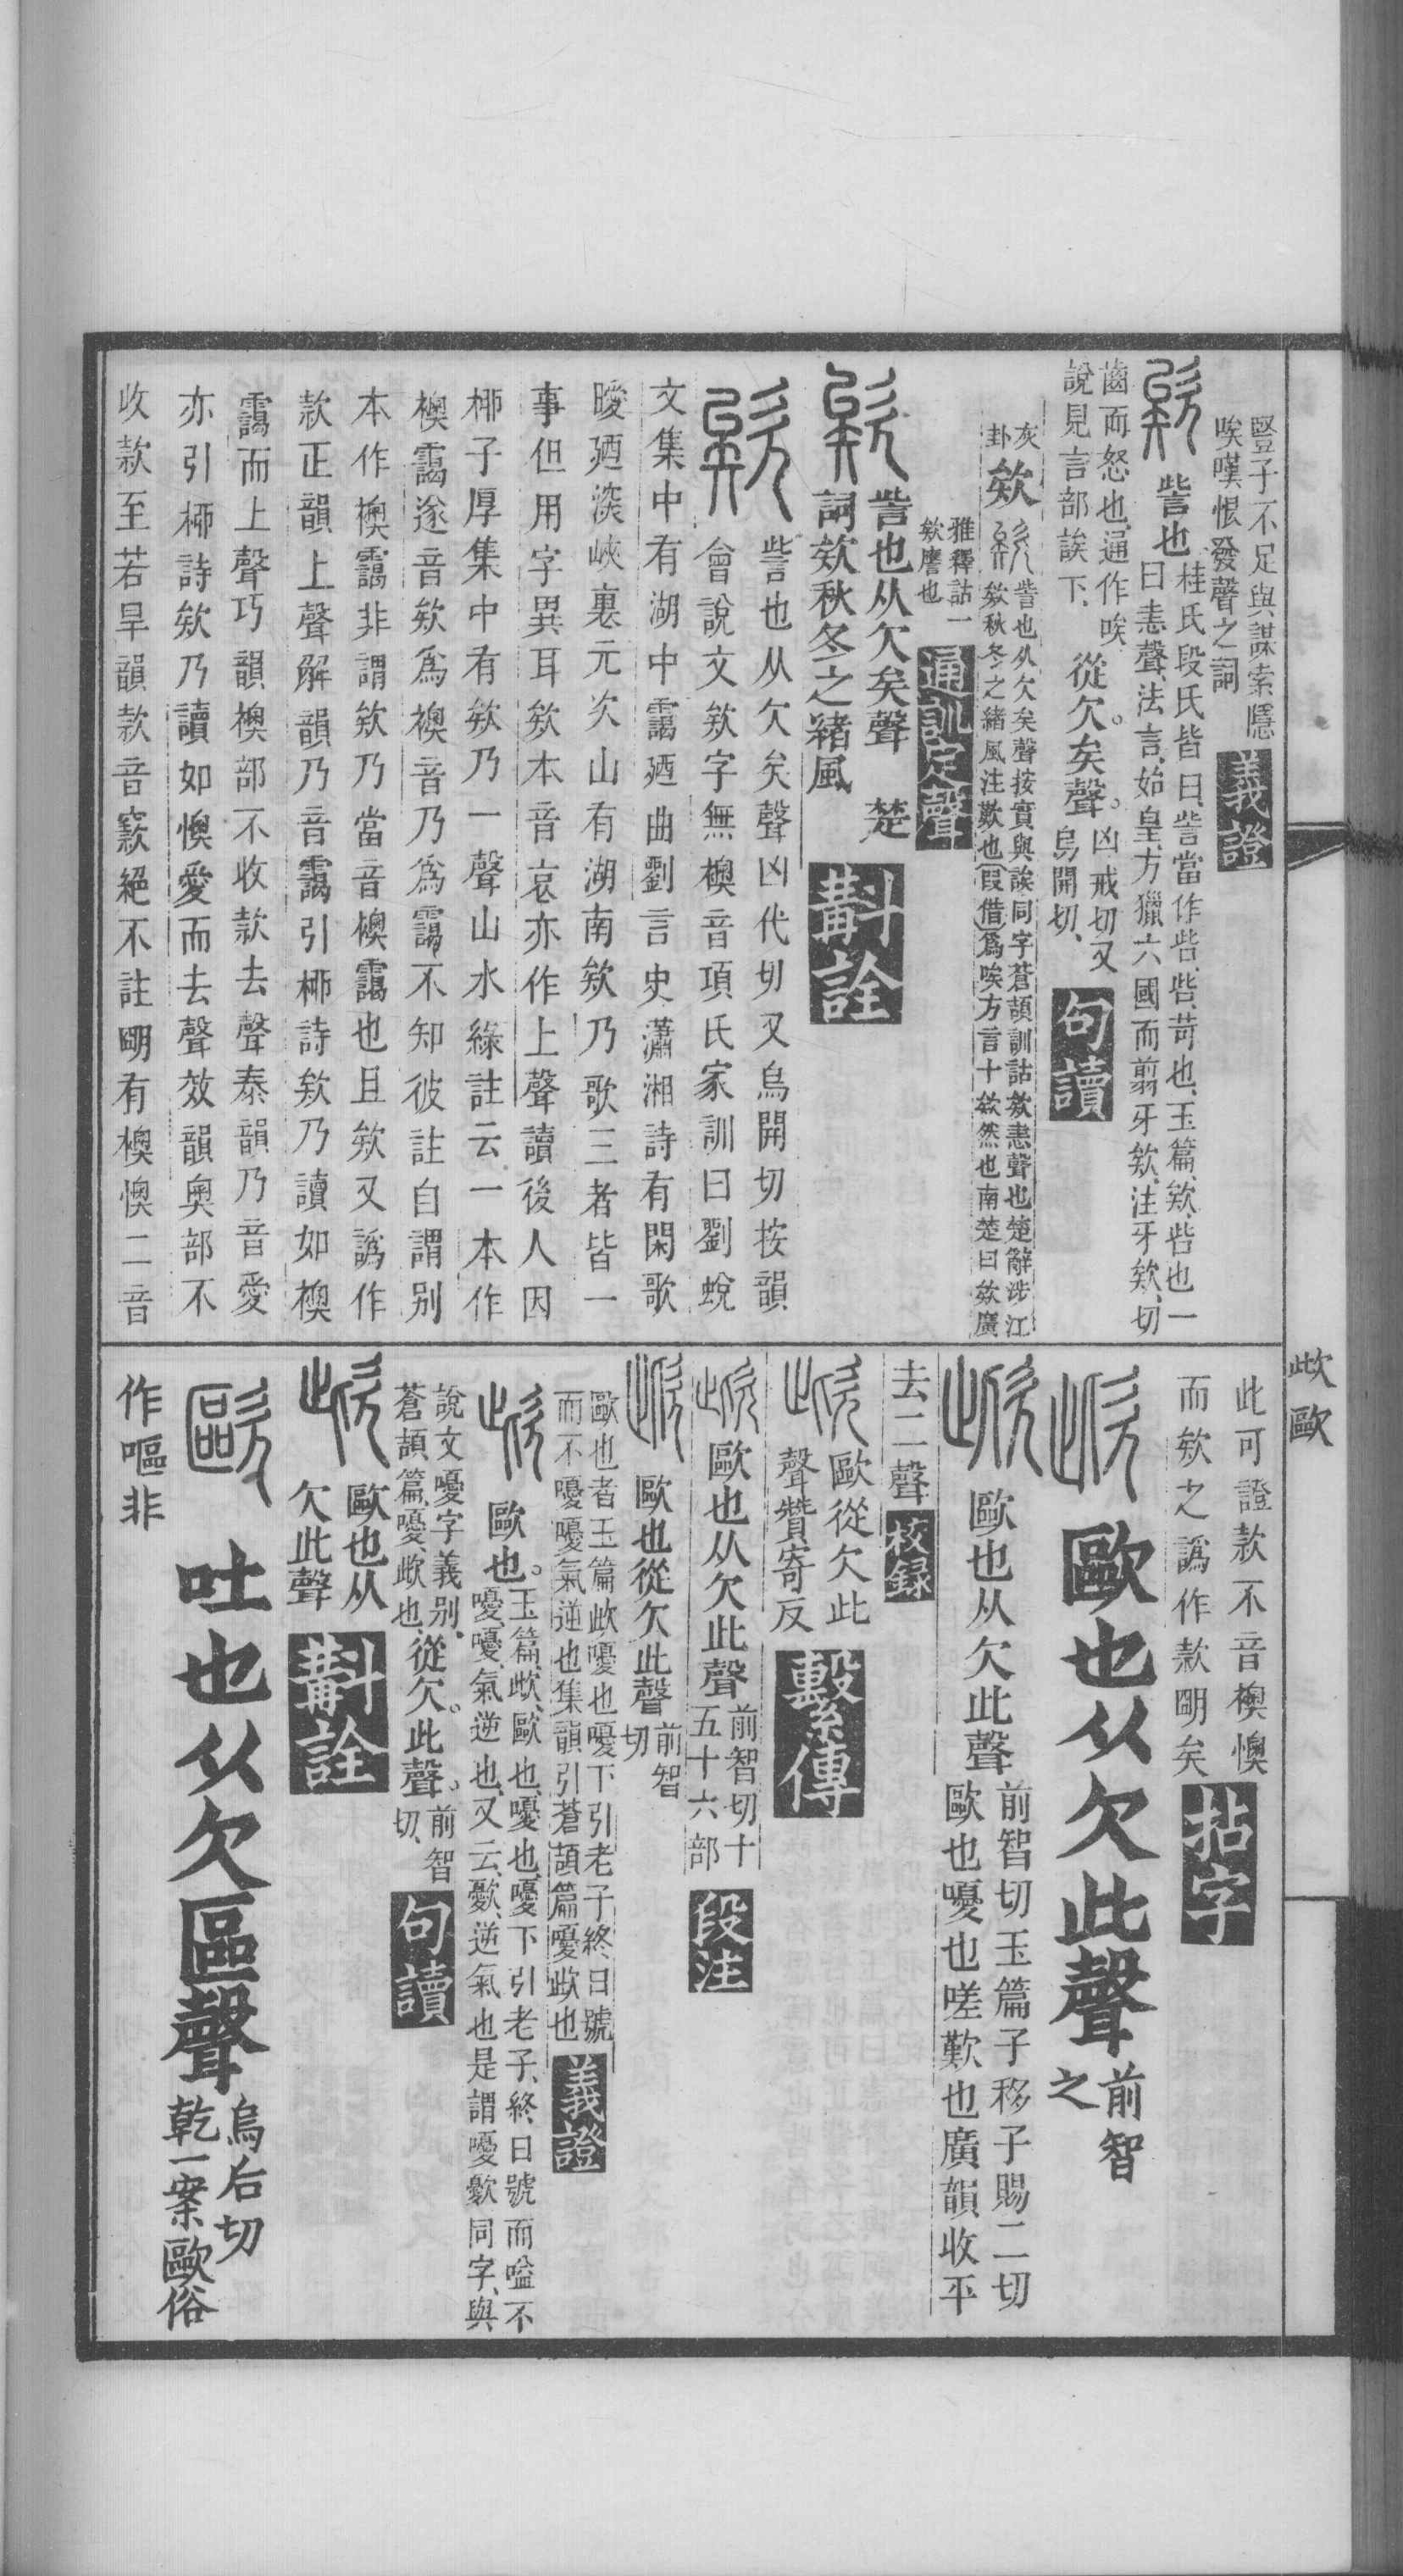 豎子不足與謀索隱
唉嘆恨發聲之詞
義證
訾也
桂氏段氏皆曰訾當作呰呰苛也玉篇欸呰也一
曰恚聲法言始皇方獵六國而翦牙欸注牙欸切
齒而怒也通作唉
說見言部誒下
從欠矣聲
凶戒切又
烏開切
句讀
灰
卦
欸
訾也从欠矣聲按實與誒同字蒼頡訓詁欸恚聲也楚辭涉江
欸秋冬之緒風注歎也假借爲唉方言十欸然也南楚曰欸廣
雅釋詁一
欸譍也
通訓定聲
訾也从欠矣聲 楚
詞欸秋冬之緒風
斠詮
訾也从欠矣聲凶代切又烏開切按韻
會說文欸字無襖音項氏家訓曰劉蛻
文集中有湖中靄廼曲劉言史瀟湘詩有閑歌
曖廼深峽裏元次山有湖南欸乃歌三者皆一
事但用字異耳欸本音哀亦作上聲讀後人因
栁子厚集中有欸乃一聲山水綠註云一本作
襖靄遂音欸爲襖音乃爲靄不知彼註自謂别
本作襖靄非謂欸乃當音襖靄也且欸又譌作
款正韻上聲解韻乃音靄引栁詩欸乃讀如襖
靄而上聲巧韻襖部不收款去聲泰韻乃音愛
亦引栁詩欸乃讀如懊愛而去聲效韻奧部不
收款至若旱韻款音窾絕不註明有襖懊二音
此可證款不音襖懊
而欸之譌作款明矣
拈字
歐也从欠此聲
前智
之
歐也从欠此聲
前智切玉篇子移子賜二切
歐也嚘也嗟歎也廣韻收平
去二聲
校錄
歐從欠此
聲贊寄反
繫傳
歐也从欠此聲
前智切十
五十六部
段注
歐也從欠此聲
前智
切
歐也者玉篇㰣嚘也嚘下引老子終日號
而不嚘嚘氣逆也集韻引蒼頡篇嚘㰣也
義證
歐也
玉篇㰣歐也嚘也嚘下引老子終日號而嗌不
嚘嚘氣逆也又云㱊逆氣也是謂嚘㱊同字與
說文嚘字義别
蒼頡篇嚘㰣也
從欠此聲
前智
切
句讀
歐也从
欠此聲
斠詮
吐也从欠區聲
烏后切
乾一案歐俗
作嘔非
㰣歐